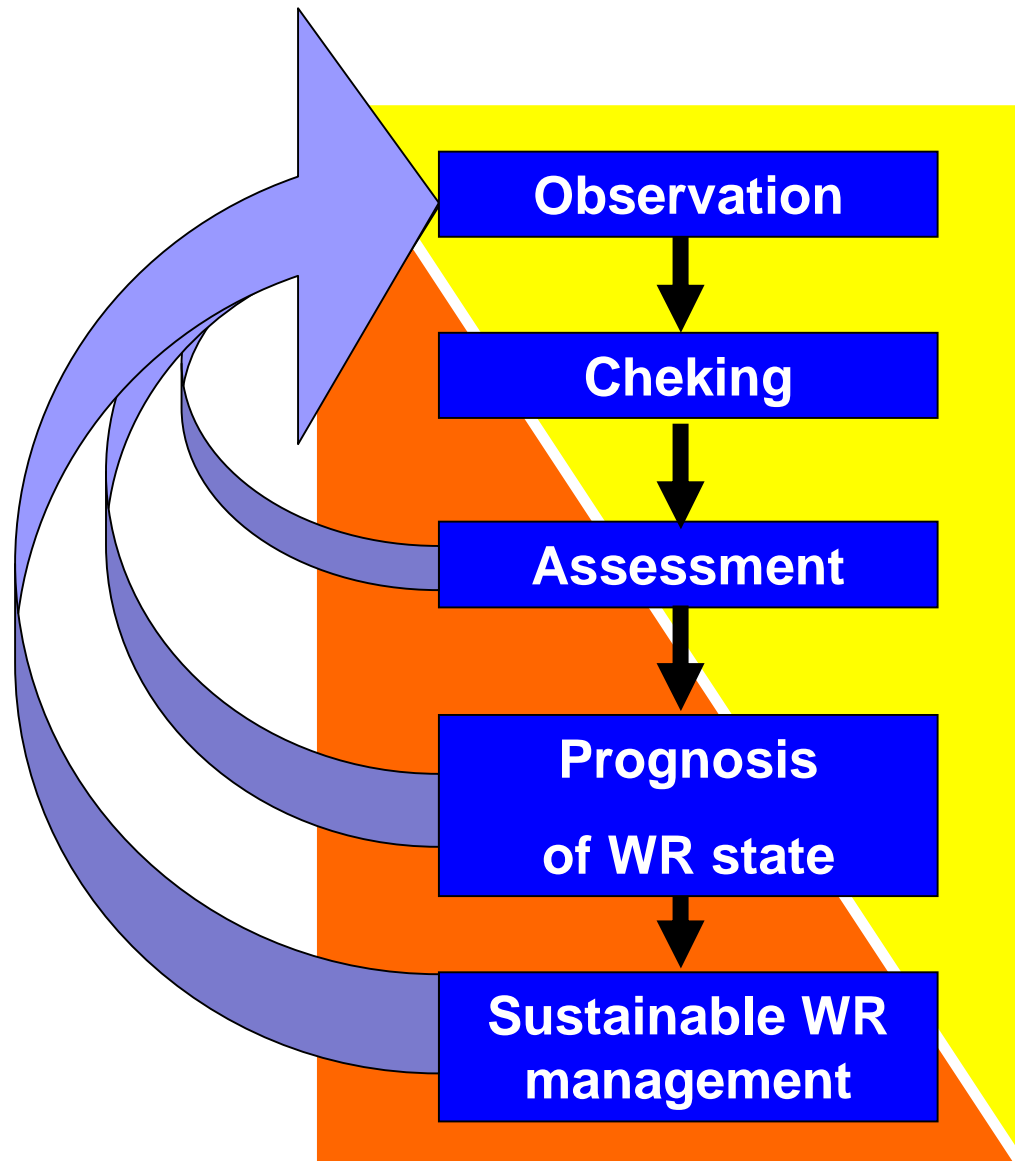 Observation
Cheking
Assessment
Prognosis
of WR state
Sustainable WR
management